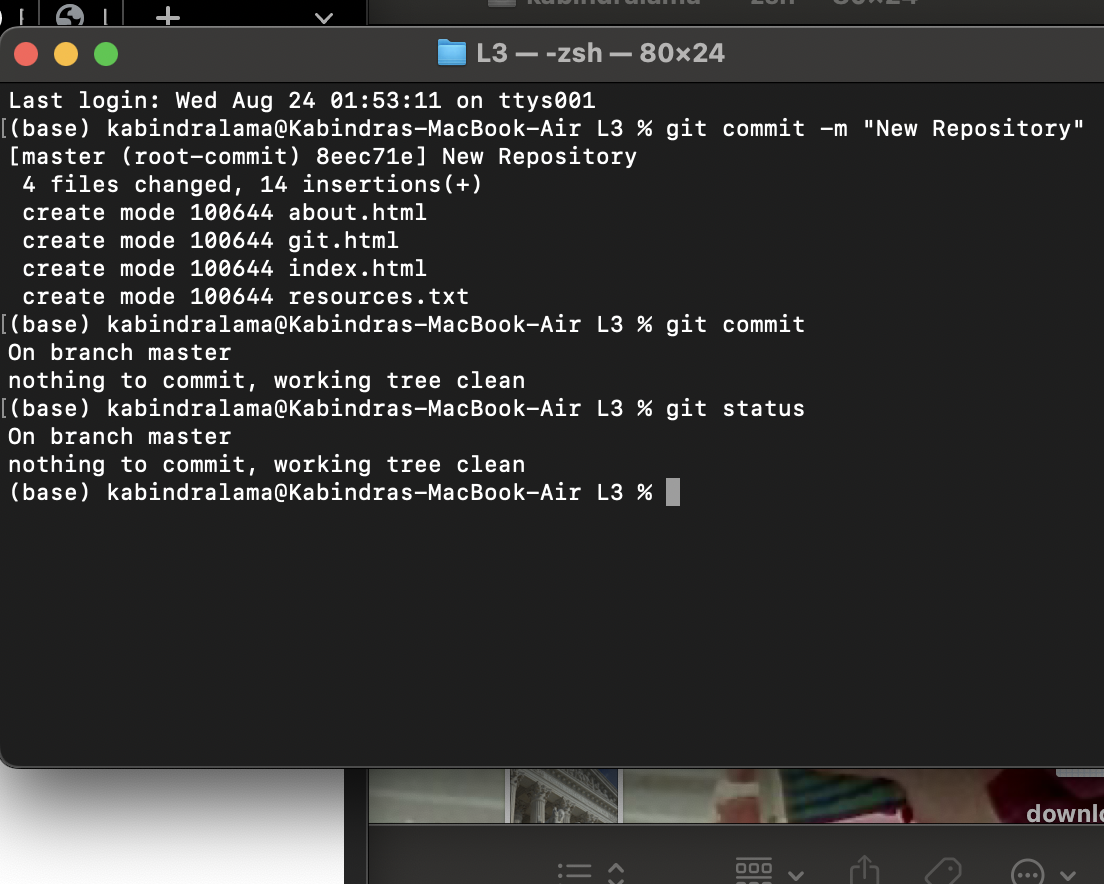 L3 — -zsh — 80×24
Last login: Wed Aug 24 01:53:11 on ttys001
[(base) kabindralama@Kabindras-MacBook-Air L3 % git commit -m "New Repository"
[master (root-commit) 8eec71e] New Repository
 4 files changed, 14 insertions(+)
 create mode 100644 about.html
 create mode 100644 git.html
 create mode 100644 index.html
 create mode 100644 resources.txt
[(base) kabindralama@Kabindras-MacBook-Air L3 % git commit
On branch master
nothing to commit, working tree clean
[(base) kabindralama@Kabindras-MacBook-Air L3 % git status
On branch master
nothing to commit, working tree clean
(base) kabindralama@Kabindras-MacBook-Air L3 %
downlo